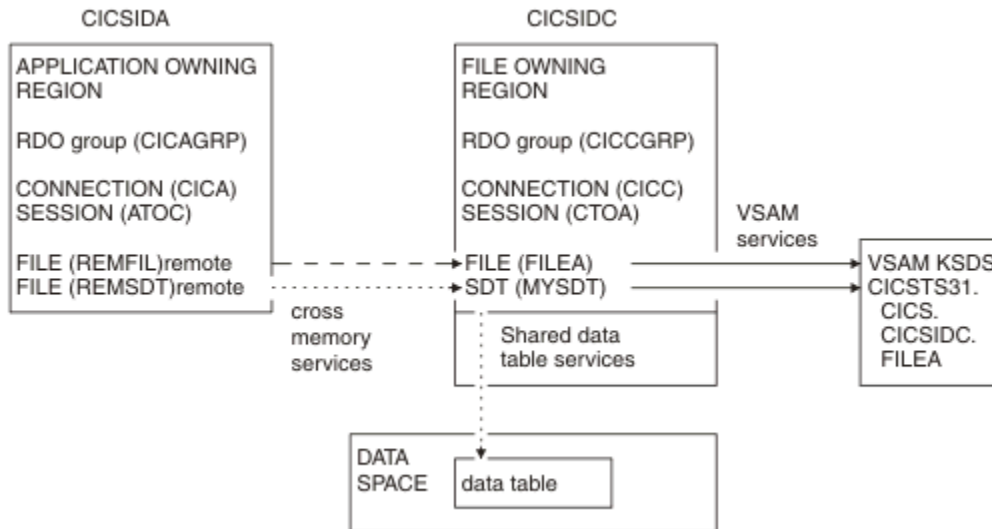 CICSIDA
APPLICATION OWNING
REGION
RDO group (CICAGRP)
CONNECTION (CICA)
SESSION (ATOC)
FILE (REMFIL)remote
FILE (REMSDT)remote
cross
memory
services
CICSIDC
FILE OWNING
REGION
RDO group (CICCGRP)
CONNECTION (CICC)
SESSION (CTOA)
FILE (FILEA)
SDT (MYSDT)
Shared data
table services
VSAM
services
VSAM KSDS
CICSTS31.
CICS.
CICSIDC.
FILEA
DATA
SPACE
data table